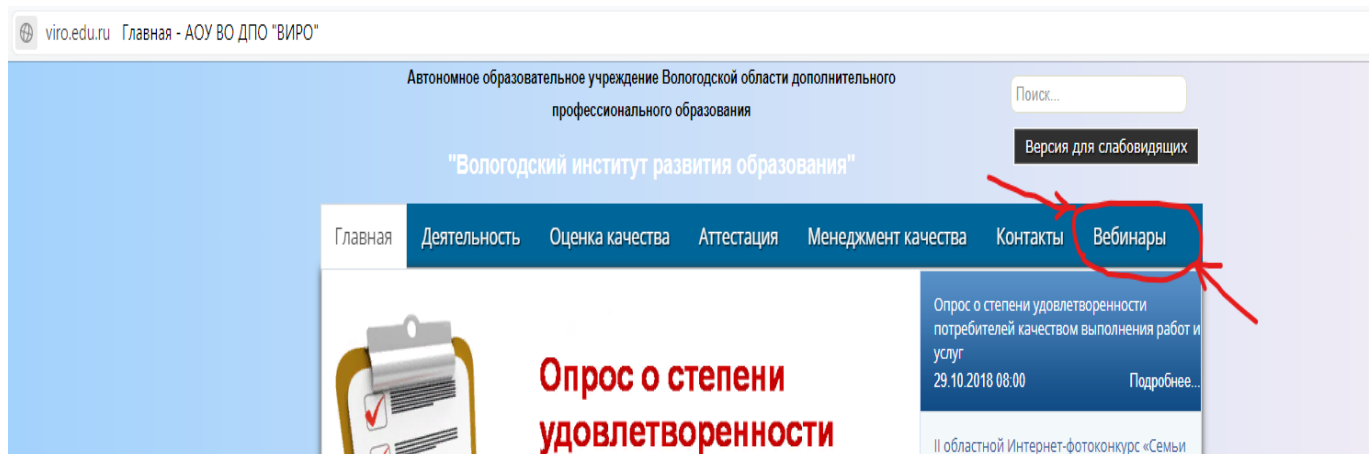 viro.edu.ru Главная - АОУ ВО ДПО "ВИРО"
Автономное образовательное учреждение Вологодской области дополнительного
профессионального образования
"Вологодский институт развития образования"
Поиск...
Версия для слабовидящих
Главная Деятельность Оценка качества Аттестация Менеджмент качества Контакты Вебинары
Опрос о степени
удовлетворенности
Опрос о степени удовлетворенности
потребителей качеством выполнения работ и
услуг
29.10.2018 08:00 Подробнее...
II областной Интернет-фотоконкурс «Семьи